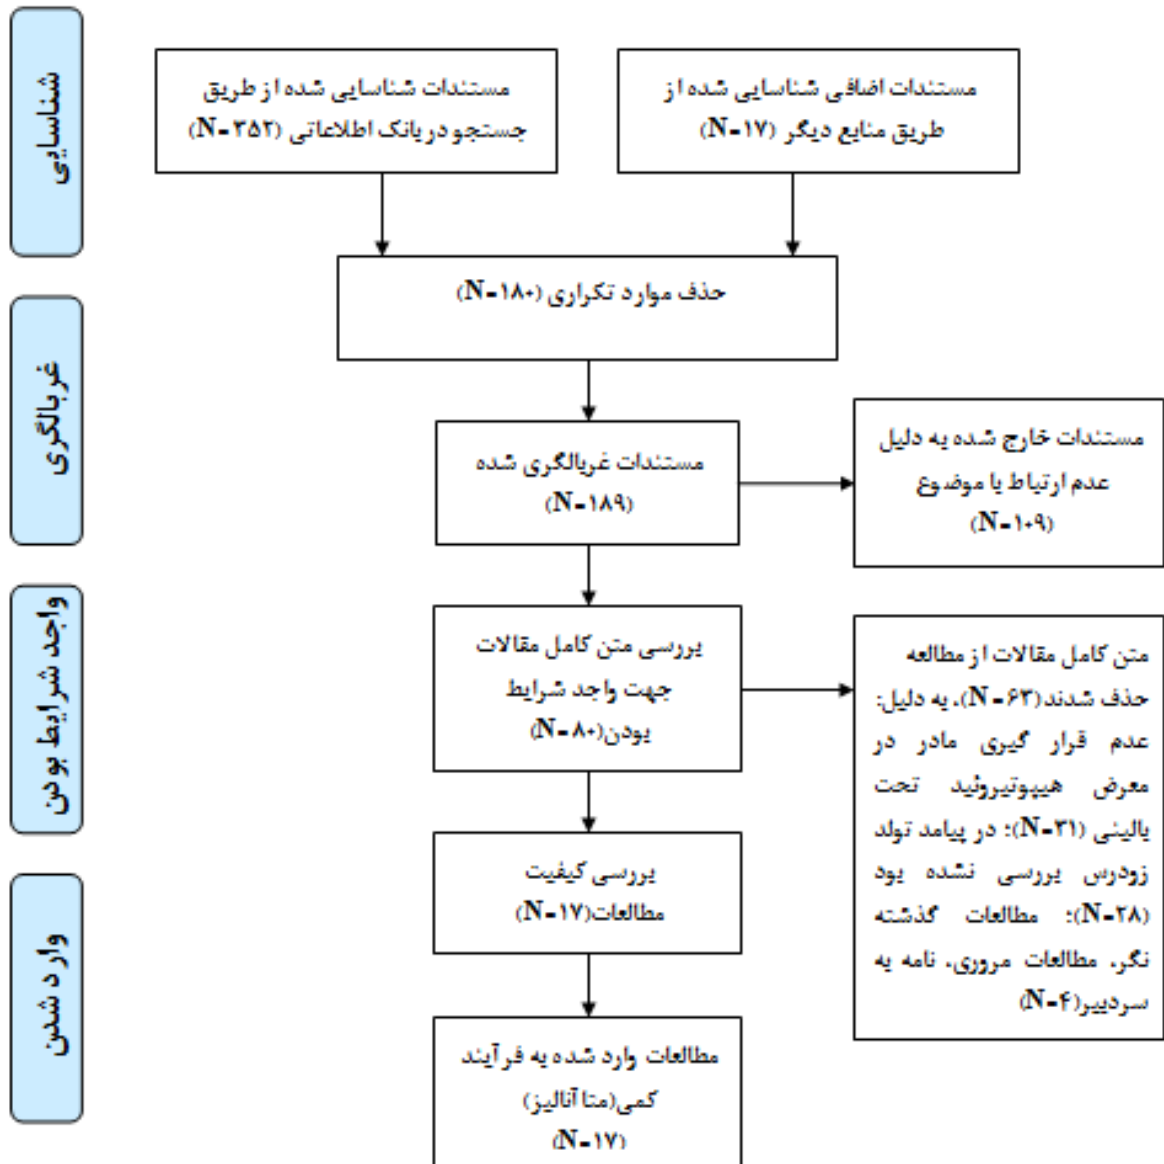 شناسایی
مستندات شناسایی شده از طریق
جستجو در بانک اطلاعاتی (N=۳۵۲)
مستندات اضافی شناسایی شده از
طریق منابع دیگر (N=۱۷)
حذف موارد تکراری (N=۱۸۰)
غربالگری
مستندات غربالگری شده
(N=۱۸۹)
مستندات خارج شده به دلیل
عدم ارتباط با موضوع
(N=۱۰۹)
واجد شرایط بودن
بررسی متن کامل مقالات
جهت واجد شرایط
بودن(N=۸۰)
متن کامل مقالات از مطالعه
حذف شدند(N=۶۳)، به دلیل:
عدم قرار گیری مادر در
معرض هیپوتیروئید تحت
بالینی (N=۳۱)؛ در پیامد تولد
زودرس بررسی نشده بود
(N=۲۸)؛ مطالعات گذشته
نگر، مطالعات مروری، نامه به
سردبیر(N=۴)
بررسی کیفیت
مطالعات(N=۱۷)
وارد شدن
مطالعات وارد شده به فرآیند
کمی(متاآنالیز)
(N=۱۷)